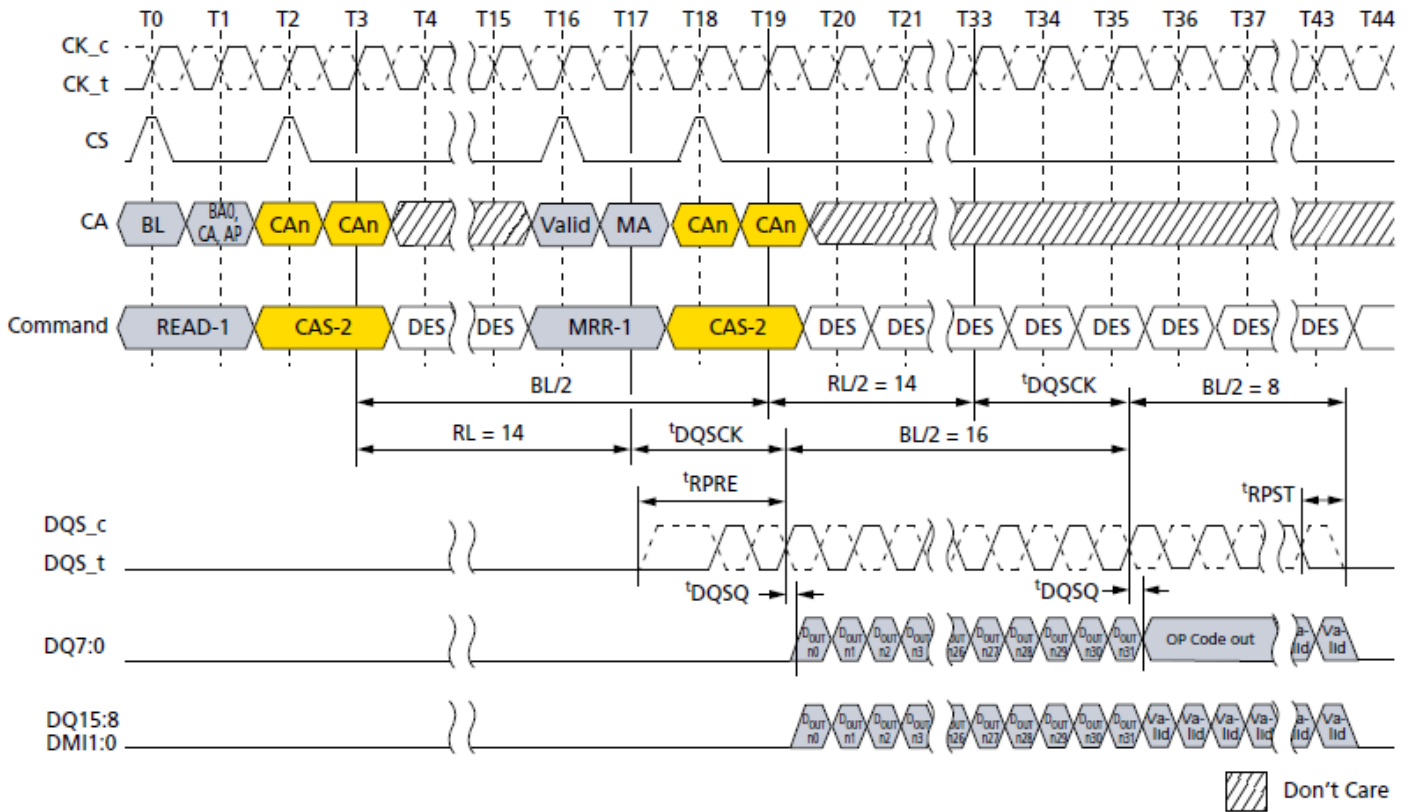 T0 T1 T2 T3 T4 T15 T16 T17 T18 T19 T20 T21 T33 T34 T35 T36 T37 T43 T44
CK_c
CK_t
CS
CA BL BA0, CA, AP CAn CAn Valid MA CAn CAn
Command READ-1 CAS-2 DES DES MRR-1 CAS-2 DES DES DES DES DES DES DES DES
BL/2 RL/2 = 14 tDQSCK BL/2 = 8
RL = 14 tDQSCK BL/2 = 16
tRPRE tRPST
DQS_c
DQS_t
tDQSQ tDQSQ
DQ7:0 DOUT n0 DOUT n1 DOUT n2 DOUT n3 OUT n26 DOUT n27 DOUT n28 DOUT n29 DOUT n30 DOUT n31 OP Code out a-lid Va-lid
DQ15:8
DMI1:0 DOUT n0 DOUT n1 DOUT n2 DOUT n3 OUT n26 DOUT n27 DOUT n28 DOUT n29 DOUT n30 DOUT n31 Va-lid Va-lid Va-lid Va-lid a-lid Va-lid
Don't Care